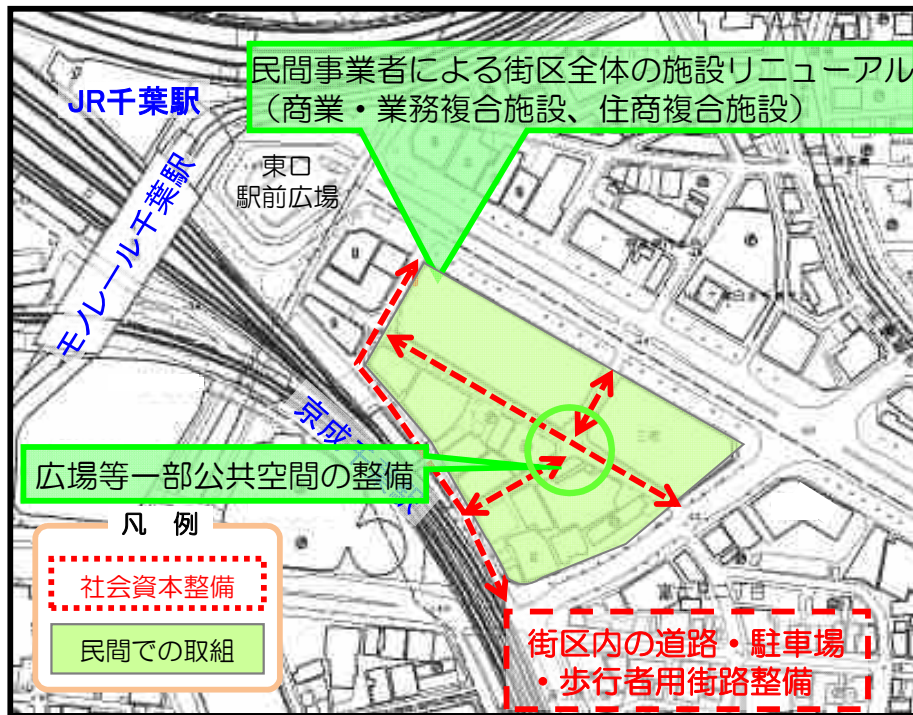 民間事業者による街区全体の施設リニューアル
（商業・業務複合施設、住商複合施設）
JR千葉駅
東口
駅前広場
モノレール千葉駅
京成千葉駅
広場等一部公共空間の整備
凡 例
社会資本整備
民間での取組
街区内の道路・駐車場
・歩行者用街路整備